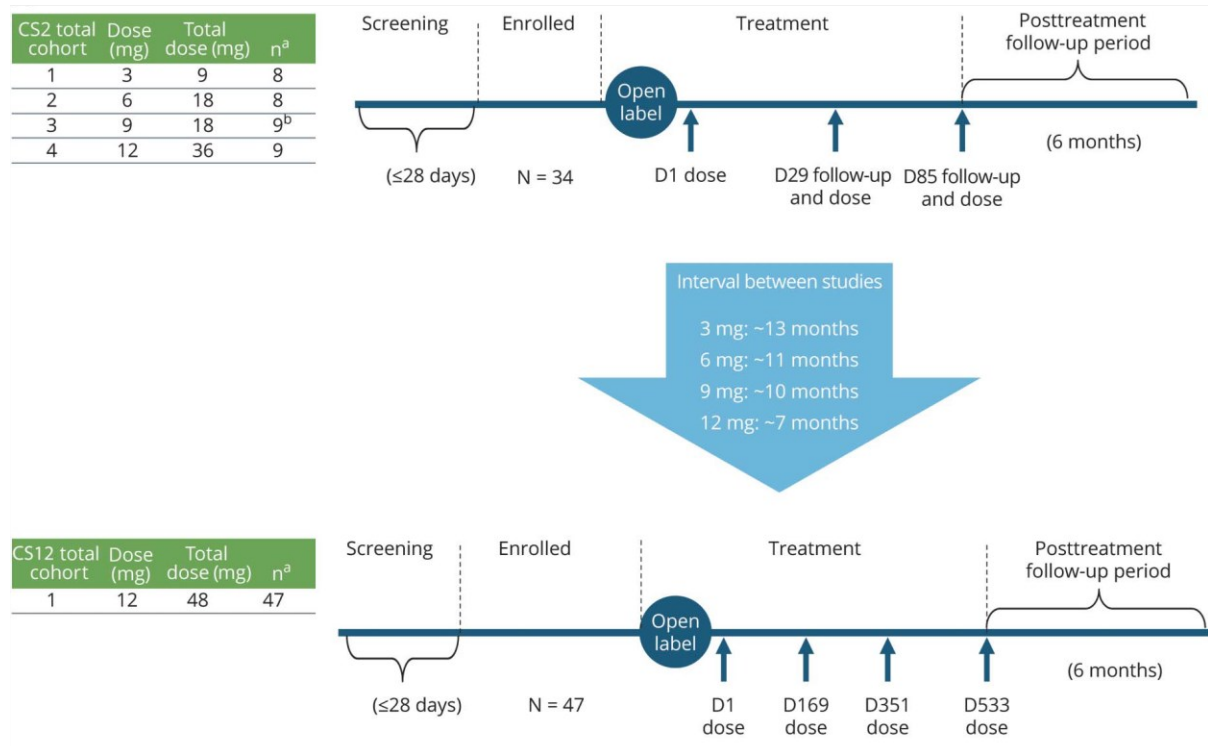 CS2 total cohort Dose (mg) Total dose (mg) nᵃ
1 3 9 8
2 6 18 8
3 9 18 9ᵇ
4 12 36 9
Screening
Enrolled
Treatment
Posttreatment
follow-up period
Open
label
(≤28 days)
N = 34
D1 dose
D29 follow-up
and dose
D85 follow-up
and dose
(6 months)
Interval between studies
3 mg: ~13 months
6 mg: ~11 months
9 mg: ~10 months
12 mg: ~7 months
CS12 total cohort Dose (mg) Total dose (mg) nᵃ
1 12 48 47
Screening
Enrolled
Treatment
Posttreatment
follow-up period
Open
label
(≤28 days)
N = 47
D1
dose
D169
dose
D351
dose
D533
dose
(6 months)